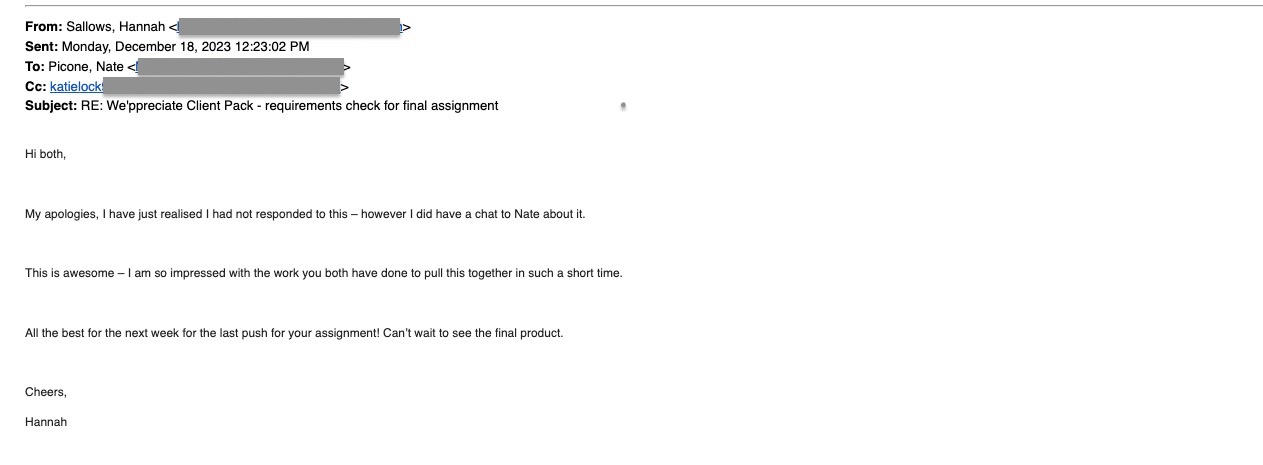 From: Sallows, Hannah < >
Sent: Monday, December 18, 2023 12:23:02 PM
To: Picone, Nate < >
Cc: katielock >
Subject: RE: We'ppreciate Client Pack - requirements check for final assignment
Hi both,
My apologies, I have just realised I had not responded to this – however I did have a chat to Nate about it.
This is awesome – I am so impressed with the work you both have done to pull this together in such a short time.
All the best for the next week for the last push for your assignment! Can't wait to see the final product.
Cheers,
Hannah